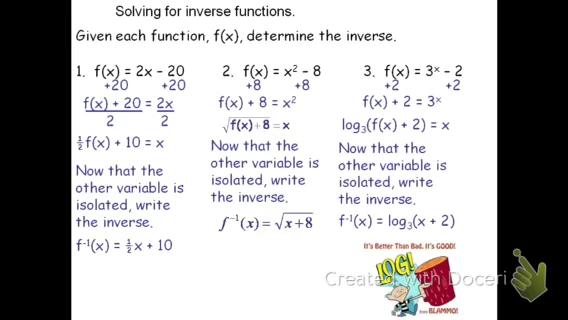 Solving for inverse functions.
Given each function, f(x), determine the inverse.
1. f(x) = 2x – 20
+20 +20
f(x) + 20 = 2x
2 2
½f(x) + 10 = x
Now that the
other variable is
isolated, write
the inverse.
f⁻¹(x) = ½x + 10
2. f(x) = x² – 8
+8 +8
f(x) + 8 = x²
√f(x)+8 = x
Now that the
other variable is
isolated, write
the inverse.
f⁻¹(x) = √x+8
3. f(x) = 3ˣ – 2
+2 +2
f(x) + 2 = 3ˣ
log₃(f(x) + 2) = x
Now that the
other variable is
isolated, write
the inverse.
f⁻¹(x) = log₃(x + 2)
It's Better Than Bad, It's GOOD!
LOG!
from BLAMMO!
Created with Doceri